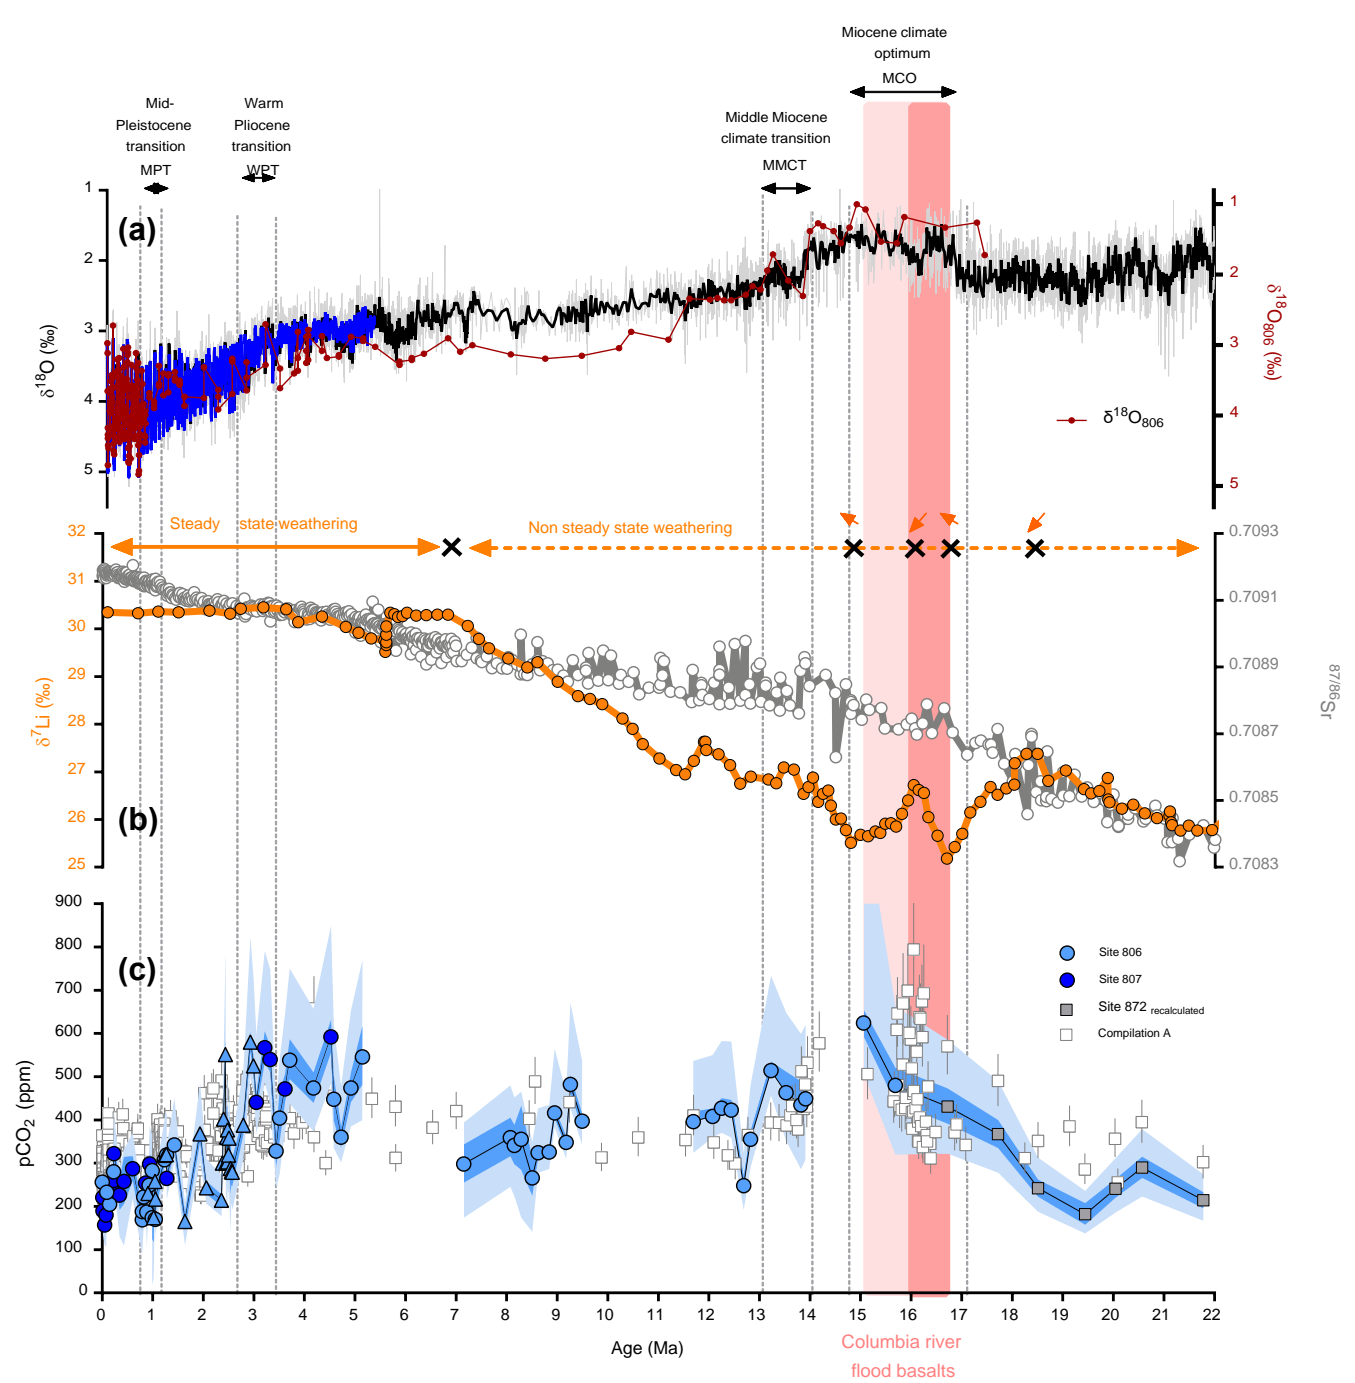 Miocene climate
optimum
MCO
Mid-
Pleistocene
transition
MPT
Warm
Pliocene
transition
WPT
Middle Miocene
climate transition
MMCT
(a)
1
2
3
4
5
δ18O (‰)
1
2
3
4
5
δ18O806 (‰)
δ18O806
Steady state weathering
Non steady state weathering
(b)
32
31
30
29
28
27
26
25
δ7Li (‰)
0.7093
0.7091
0.7089
0.7087
0.7085
0.7083
87/86Sr
(c)
900
800
700
600
500
400
300
200
100
0
pCO2 (ppm)
Site 806
Site 807
Site 872 recalculated
Compilation A
0 1 2 3 4 5 6 7 8 9 10 11 12 13 14 15 16 17 18 19 20 21 22
Age (Ma)
Columbia river
flood basalts